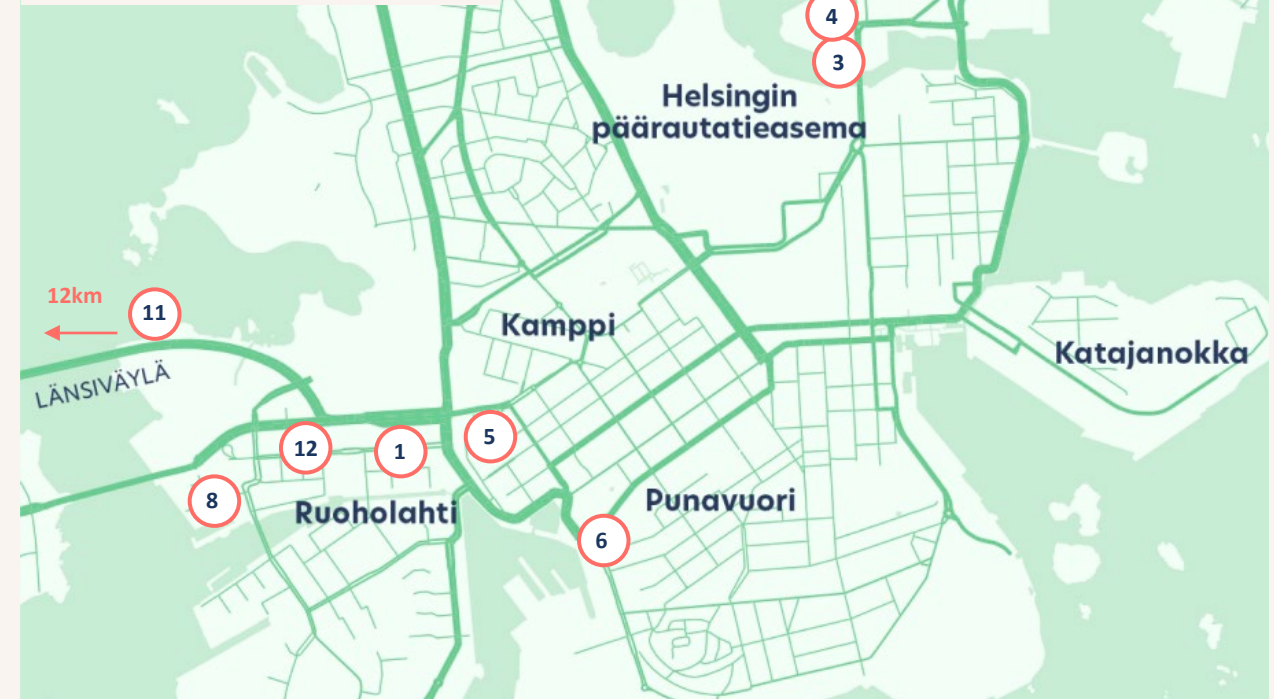 4
3
Helsingin
päärautatieasema
12km
11
Kamppi
Katajanokka
LÄNSIVÄYLÄ
5
12
1
8
Punavuori
Ruoholahti
6